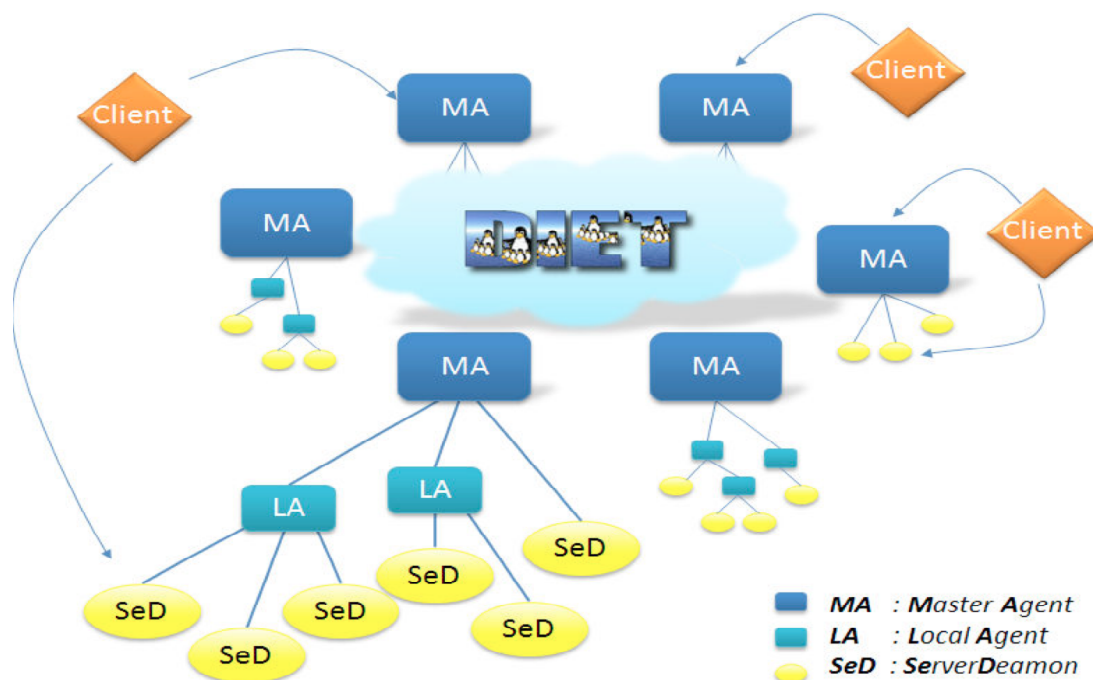 Client
MA
MA
Client
MA
DIET
MA
Client
MA
MA
LA
LA
SeD
SeD
SeD
SeD
SeD
SeD
MA : Master Agent
LA : Local Agent
SeD : ServerDeamon